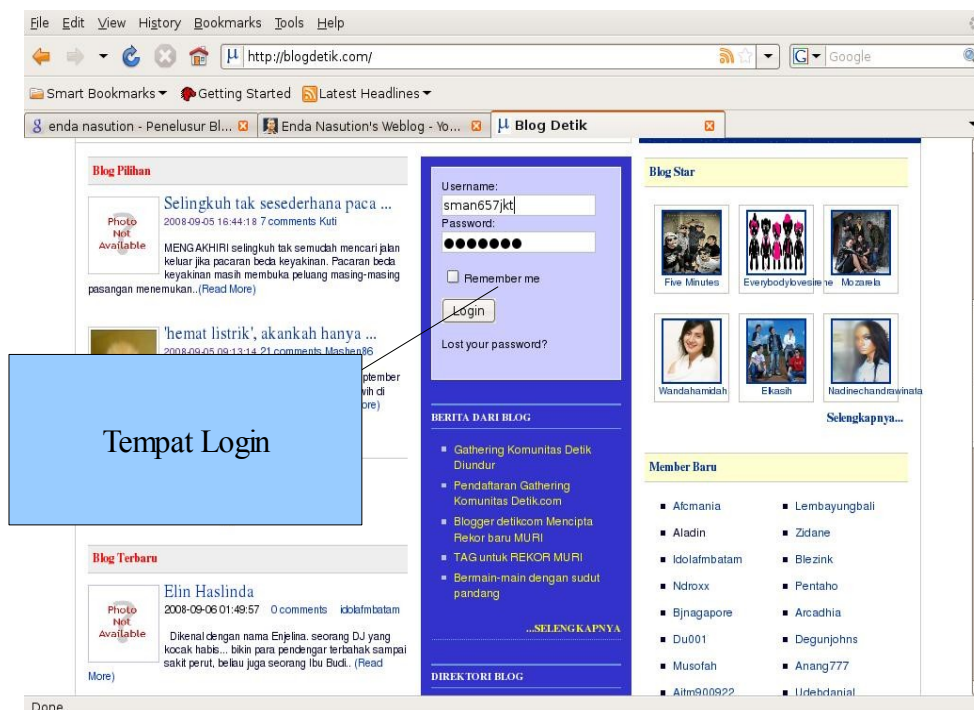 File Edit View History Bookmarks Tools Help
http://blogdetik.com/
G Google
Smart Bookmarks Getting Started Latest Headlines
enda nasution - Penelusur Bl... Enda Nasution's Weblog - Yo... µ Blog Detik
Blog Pilihan
Photo
Not
Available
Selingkuh tak sesederhana paca ...
2008-09-05 16:44:18 7 comments Kuti
MENGAKHIRI selingkuh tak semudah mencari jalan
keluar jika pacaran beda keyakinan. Pacaran beda
keyakinan masih membuka peluang masing-masing
pasangan menemukan..(Read More)
'hemat listrik', akankah hanya ...
2008-09-05 09:13:14 21 comments Mashen86
ptember
wih di
ore)
Tempat Login
Blog Terbaru
Photo
Not
Available
Elin Haslinda
2008-09-06 01:49:57 0 comments idolafmbatam
Dikenal dengan nama Enjelina. seorang DJ yang
kocak habis... bikin para pendengar terbahak sampai
sakit perut, beliau juga seorang Ibu Budi.. (Read
More)
Username:
sman657jkt
Password:
Remember me
Login
Lost your password?
BERITA DARI BLOG
Gathering Komunitas Detik
Diundur
Pendaftaran Gathering
Komunitas Detik.com
Blogger detikcom Mencipta
Rekor baru MURI
TAG untuk REKOR MURI
Bermain-main dengan sudut
pandang
...SELENGKAPNYA
DIREKTORI BLOG
Blog Star
Five Minutes Everybodylovesirene Mozarela
Wandahamidah Elkasih Nadinechandrawinata
Selengkapnya...
Member Baru
Afcmania Lembayungbali
Aladin Zidane
Idolafmbatam Blezink
Ndroxx Pentaho
Bjnagapore Arcadhia
Du001 Degunjohns
Musofah Anang777
Ajtm900922 Udehdanial
Done